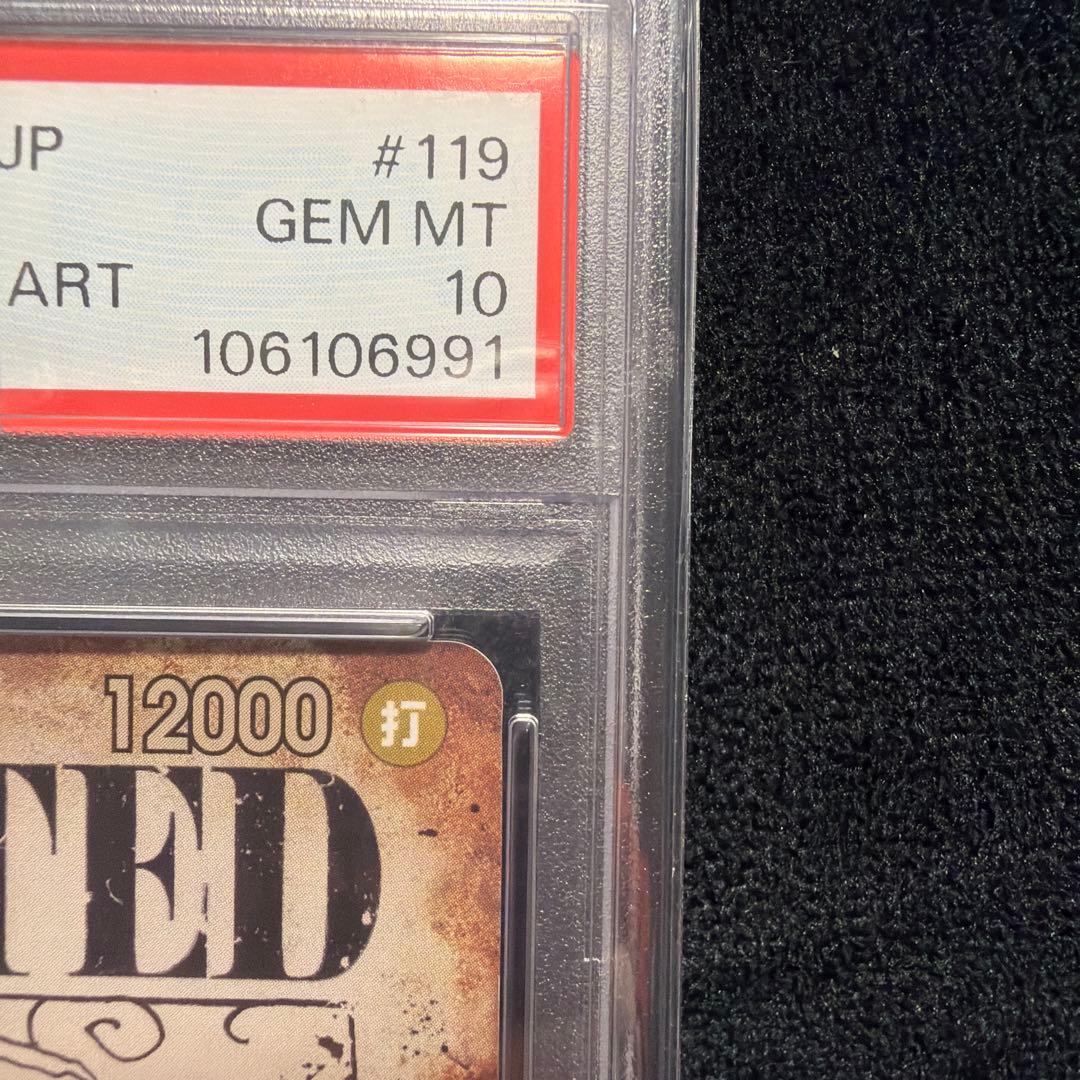 JP #119
GEM MT
ART 10
106106991
12000 打
TED